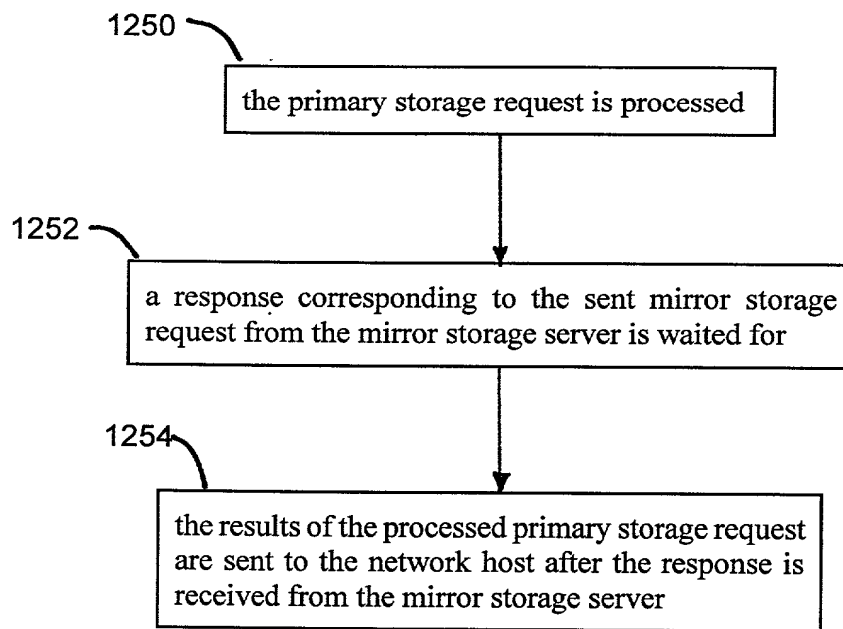 1250
the primary storage request is processed
1252
a response corresponding to the sent mirror storage
request from the mirror storage server is waited for
1254
the results of the processed primary storage request
are sent to the network host after the response is
received from the mirror storage server